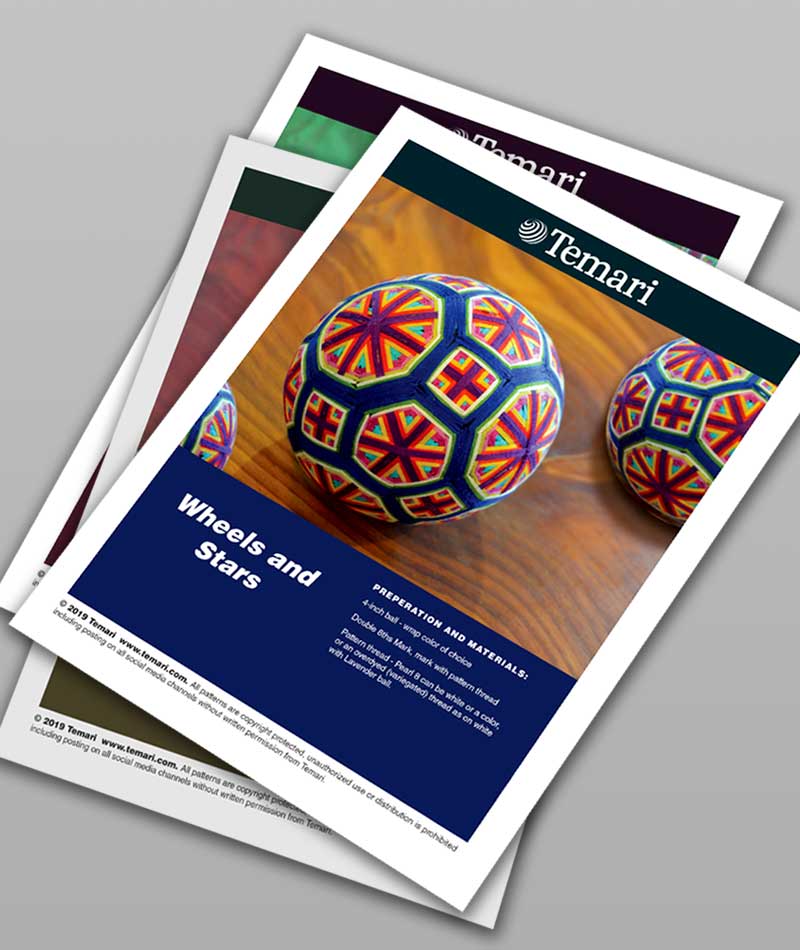 Temari
Temari
Wheels and
Stars
PREPERATION AND MATERIALS:
4-inch ball - wrap color of choice
Double 8ths Mark, mark with pattern thread
Pattern thread - Pearl 8 can be white or a color,
or an overdyed (variegated) thread as on white
with Lavender ball.
© 2019 Temari www.temari.com. All patterns are copyright protected, unauthorized use or distribution is prohibited
including posting on all social media channels without written permission from Temari.
© 2019 Temari www.temari.com. All patterns are copyright protected,
including posting on all social media channels without written permission from Temari.